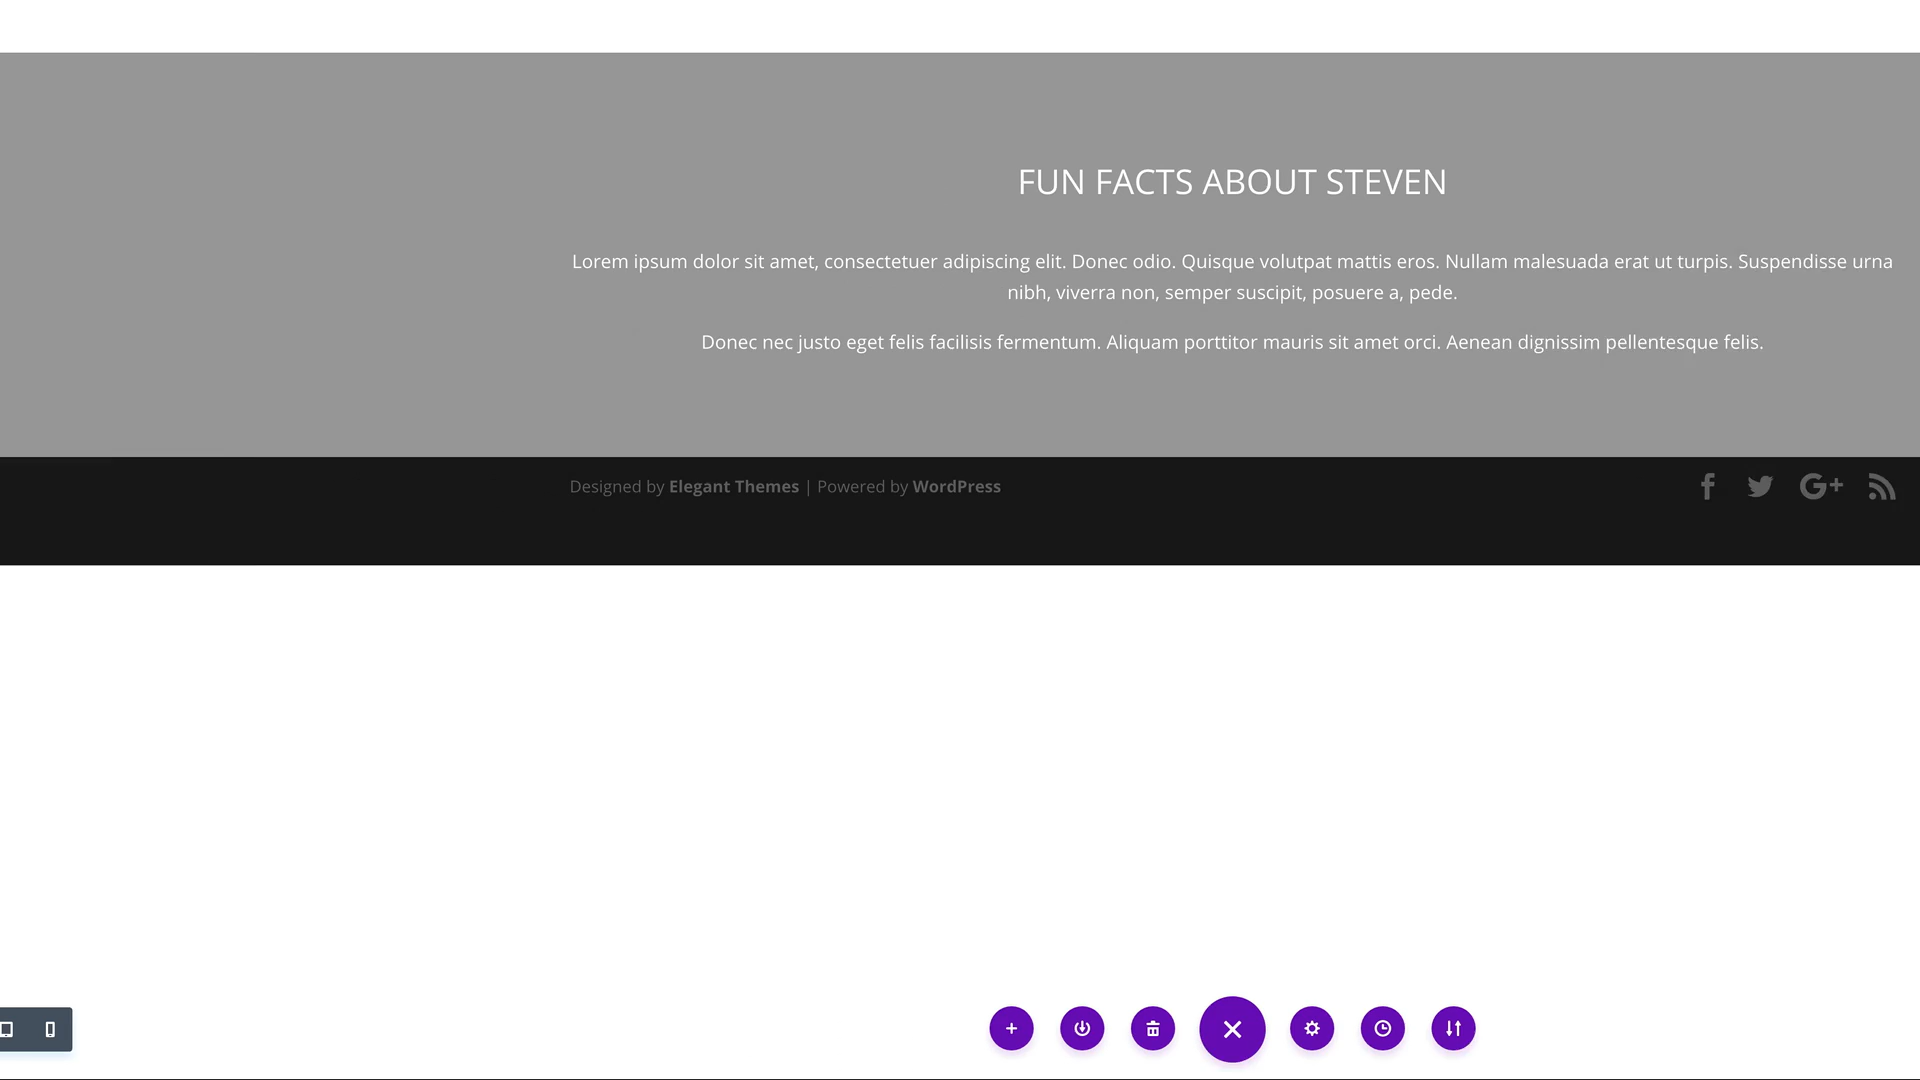 FUN FACTS ABOUT STEVEN
Lorem ipsum dolor sit amet, consectetuer adipiscing elit. Donec odio. Quisque volutpat mattis eros. Nullam malesuada erat ut turpis. Suspendisse urna
nibh, viverra non, semper suscipit, posuere a, pede.
Donec nec justo eget felis facilisis fermentum. Aliquam porttitor mauris sit amet orci. Aenean dignissim pellentesque felis.
Designed by Elegant Themes | Powered by WordPress